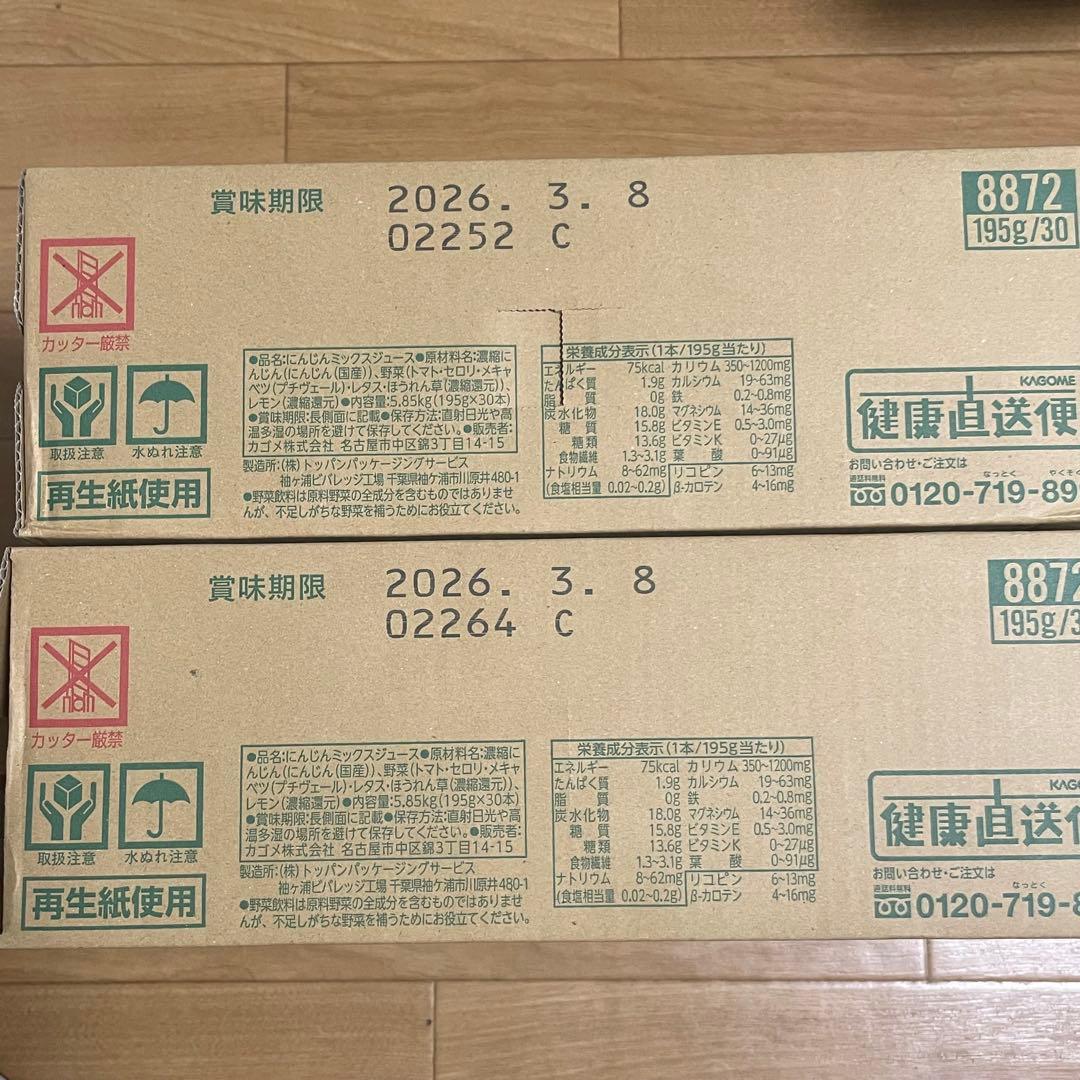 賞味期限 2026. 3. 8
02252 C
8872
195g/30
カッター厳禁
取扱注意 水ぬれ注意
再生紙使用
●品名:にんじんミックスジュース●原材料名:濃縮に
んじん(にんじん(国産))、野菜(トマト・セロリ・メキャ
ベツ(プチヴェール)・レタス・ほうれん草(濃縮還元))、
レモン(濃縮還元)●内容量:5.85kg(195g×30本)
●賞味期限:長側面に記載●保存方法:直射日光や高
温多湿の場所を避けて保存してください。●販売者:
カゴメ株式会社 名古屋市中区錦3丁目14-15
製造所:(株)トッパンパッケージングサービス
袖ヶ浦ビバレッジ工場 千葉県袖ケ浦市川原井480-1
●野菜飲料は原料野菜の全成分を含むものではありませ
んが、不足しがちな野菜を補うためにお役立てください。
栄養成分表示(1本/195g当たり)
エネルギー 75kcal カリウム 350~1200mg
たんぱく質 1.9g カルシウム 19~63mg
脂質 0g 鉄 0.2~0.8mg
炭水化物 18.0g マグネシウム 14~36mg
糖質 15.8g ビタミンE 0.5~3.0mg
糖類 13.6g ビタミンK 0~27μg
食物繊維 1.3~3.1g 葉酸 0~91μg
ナトリウム 8~62mg リコピン 6~13mg
(食塩相当量 0.02~0.2g) β-カロテン 4~16mg
KAGOME
健康直送便
お問い合わせ・ご注文は
なっとく やくそく
通話料無料 0120-719-89
賞味期限 2026. 3. 8
02264 C
8872
195g/3
カッター厳禁
取扱注意 水ぬれ注意
再生紙使用
●品名:にんじんミックスジュース●原材料名:濃縮に
んじん(にんじん(国産))、野菜(トマト・セロリ・メキャ
ベツ(プチヴェール)・レタス・ほうれん草(濃縮還元))、
レモン(濃縮還元)●内容量:5.85kg(195g×30本)
●賞味期限:長側面に記載●保存方法:直射日光や高
温多湿の場所を避けて保存してください。●販売者:
カゴメ株式会社 名古屋市中区錦3丁目14-15
製造所:(株)トッパンパッケージングサービス
袖ヶ浦ビバレッジ工場 千葉県袖ケ浦市川原井480-1
●野菜飲料は原料野菜の全成分を含むものではありませ
んが、不足しがちな野菜を補うためにお役立てください。
栄養成分表示(1本/195g当たり)
エネルギー 75kcal カリウム 350~1200mg
たんぱく質 1.9g カルシウム 19~63mg
脂質 0g 鉄 0.2~0.8mg
炭水化物 18.0g マグネシウム 14~36mg
糖質 15.8g ビタミンE 0.5~3.0mg
糖類 13.6g ビタミンK 0~27μg
食物繊維 1.3~3.1g 葉酸 0~91μg
ナトリウム 8~62mg リコピン 6~13mg
(食塩相当量 0.02~0.2g) β-カロテン 4~16mg
KAGO
健康直送
お問い合わせ・ご注文は
なっとく
通話料無料 0120-719-8